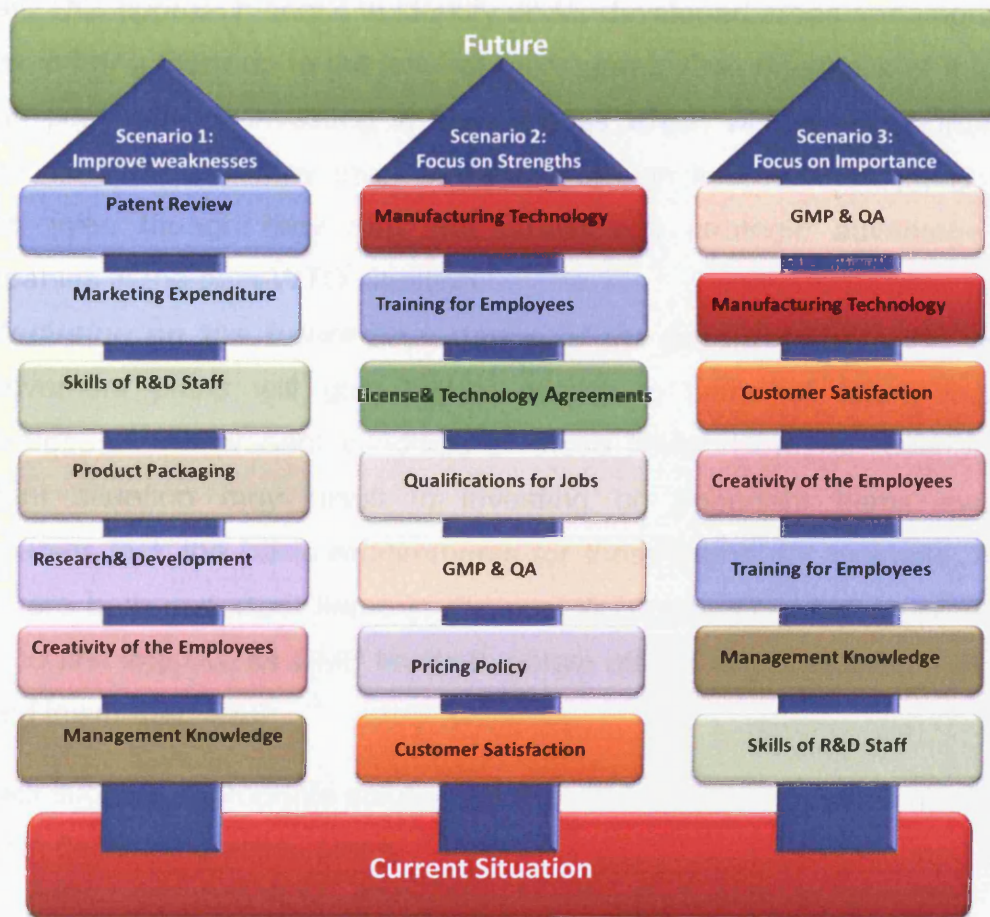 Future
Scenario 1:
Improve weaknesses
Patent Review
Marketing Expenditure
Skills of R&D Staff
Product Packaging
Research& Development
Creativity of the Employees
Management Knowledge
Scenario 2:
Focus on Strengths
Manufacturing Technology
Training for Employees
License& Technology Agreements
Qualifications for Jobs
GMP & QA
Pricing Policy
Customer Satisfaction
Scenario 3:
Focus on Importance
GMP & QA
Manufacturing Technology
Customer Satisfaction
Creativity of the Employees
Training for Employees
Management Knowledge
Skills of R&D Staff
Current Situation